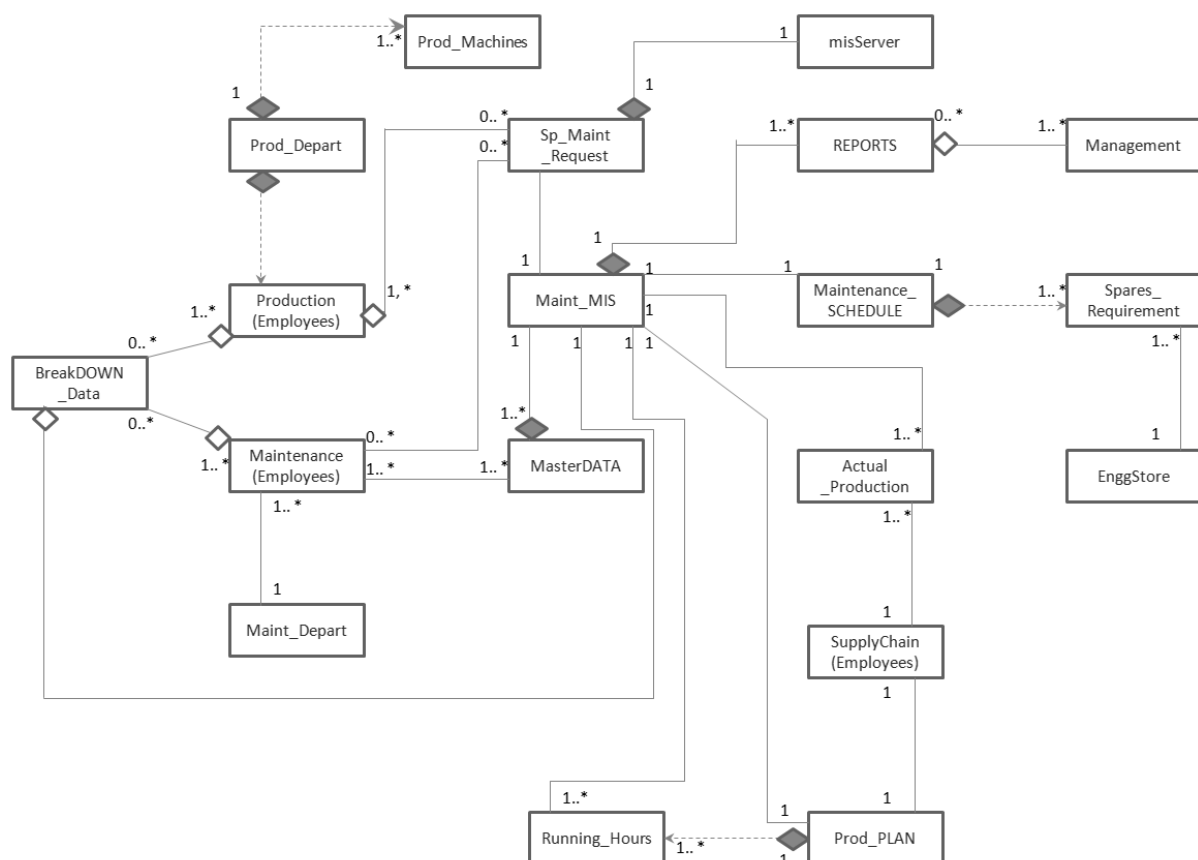 1
1..*
Prod_Machines
1
misServer
1
1
Prod_Depart
0.. *
0.. *
Sp_Maint
_Request
1..*
REPORTS
0..*
1..*
Management
1
1
1
1
1
Maint_MIS
Maintenance_
SCHEDULE
1
1..*
Spares_
Requirement
Production
(Employees)
1, *
1..*
0.. *
BreakDOWN
_Data
0..*
1
1
1
1
1..*
1..*
MasterDATA
1.. *
0.. *
1..*
Maintenance
(Employees)
1.. *
1..*
Actual
_Production
1.. *
1
EnggStore
1
Maint_Depart
1
SupplyChain
(Employees)
1
1..*
Running_Hours
1.. *
1
1
Prod_PLAN
1